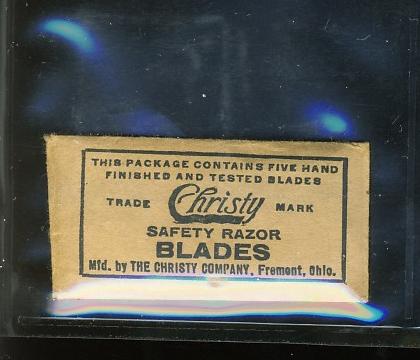 THIS PACKAGE CONTAINS FIVE HAND
FINISHED AND TESTED BLADES
TRADE Christy MARK
SAFETY RAZOR
BLADES
Mfd. by THE CHRISTY COMPANY, Fremont, Ohio.